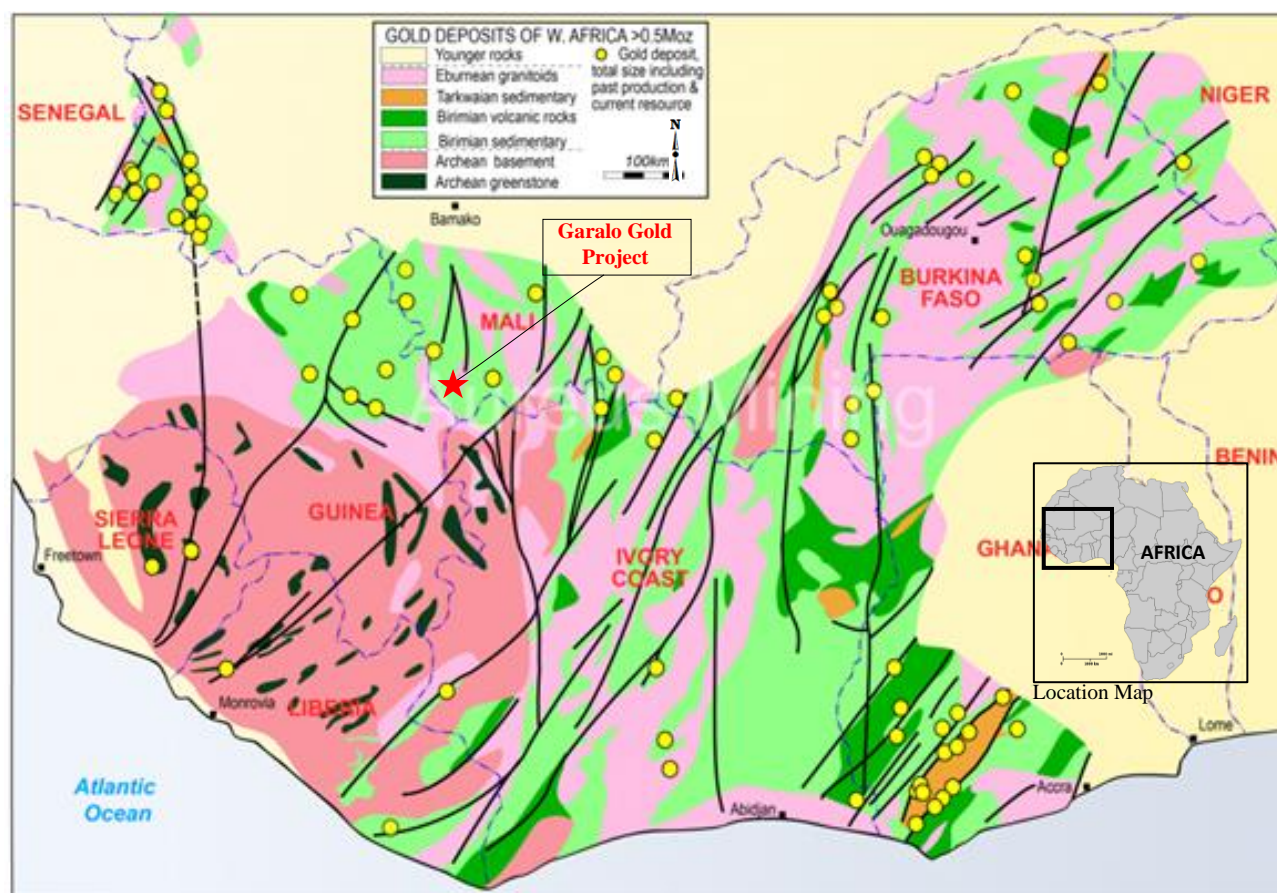 GOLD DEPOSITS OF W. AFRICA >0.5Moz
Younger rocks
Eburnean granitoids
Tarkwaian sedimentary
Birimian volcanic rocks
Birimian sedimentary
Archean basement
Archean greenstone
Gold deposit,
total size including
past production &
current resource
N
100km
SENEGAL
NIGER
Bamako
Garalo Gold
Project
Ouagadougou
BURKINA
FASO
MALI
Aureus Mining
BENIN
SIERRA
LEONE
GUINEA
Freetown
IVORY
COAST
GHAN
AFRICA
O
Location Map
Monrovia
LIBERIA
Lome
Atlantic
Ocean
Abidjan
Accra